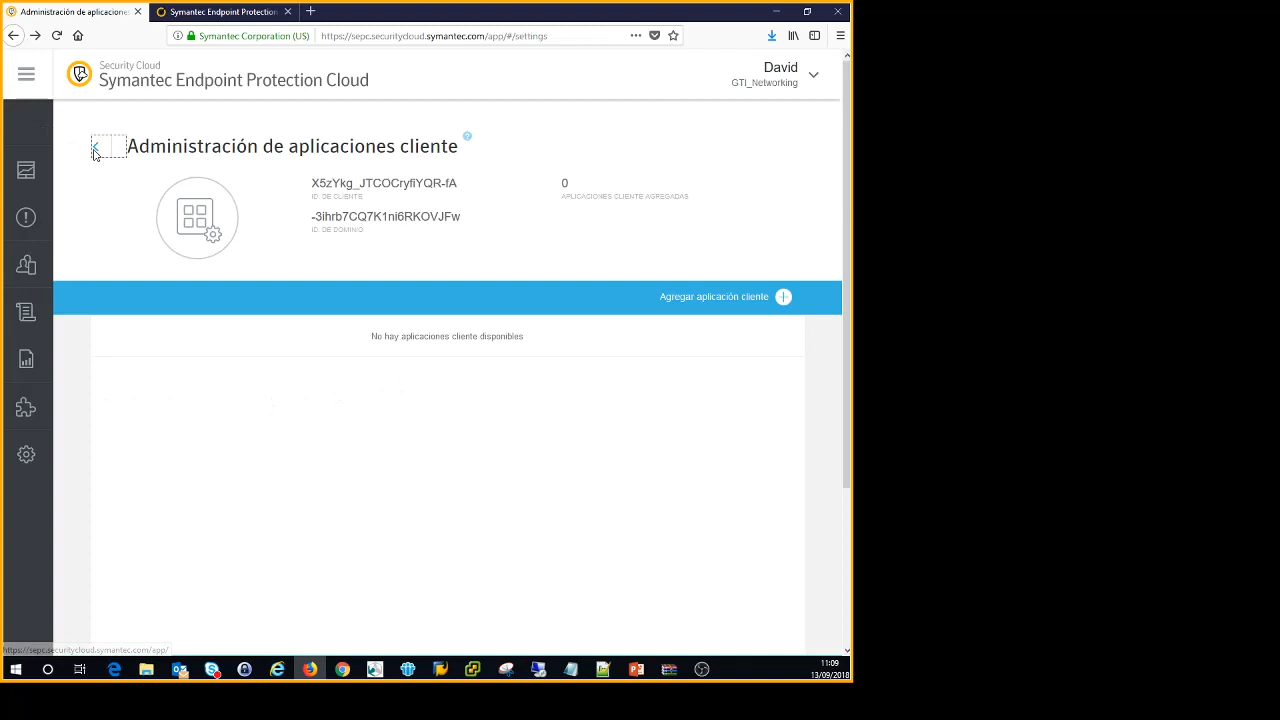 Administración de aplicaciones
Symantec Endpoint Protection
Symantec Corporation (US)
https://sepc.securitycloud.symantec.com/app/#/settings
Security Cloud
Symantec Endpoint Protection Cloud
David
GTI_Networking
Administración de aplicaciones cliente
?
X5zYkg_JTCOCryfiYQR-fA
ID. DE CLIENTE
0
APLICACIONES CLIENTE AGREGADAS
-3ihrb7CQ7K1ni6RKOVJFw
ID. DE DOMINIO
Agregar aplicación cliente
No hay aplicaciones cliente disponibles
https://sepc.securitycloud.symantec.com/app/
11:09
13/09/2018